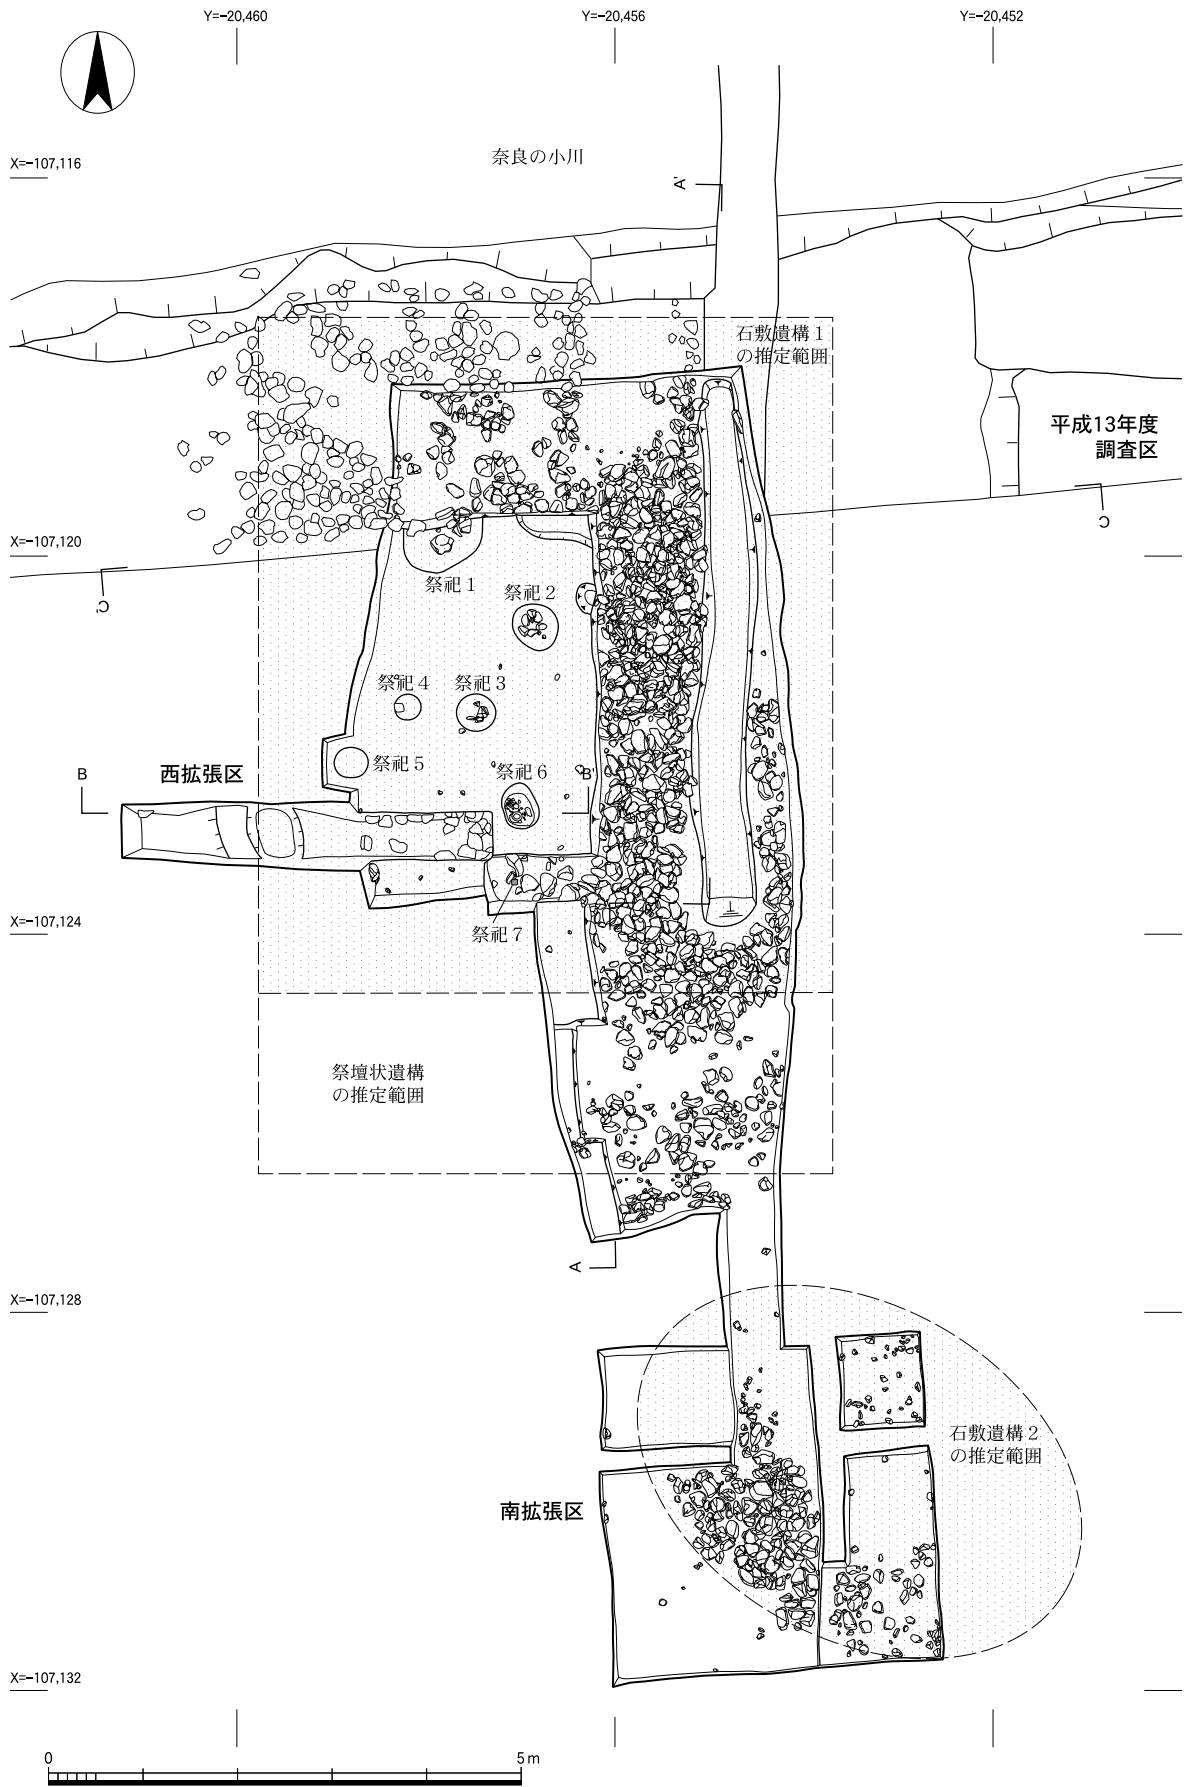 Y=-20,460
Y=-20,456
Y=-20,452
X=-107,116
奈良の小川
A'
石敷遺構1
の推定範囲
平成13年度
調査区
C
X=-107,120
C'
祭祀1
祭祀2
祭祀4
祭祀3
祭祀5
祭祀6
B
西拡張区
B'
X=-107,124
祭祀7
祭壇状遺構
の推定範囲
A
X=-107,128
石敷遺構2
の推定範囲
南拡張区
X=-107,132
0
5m